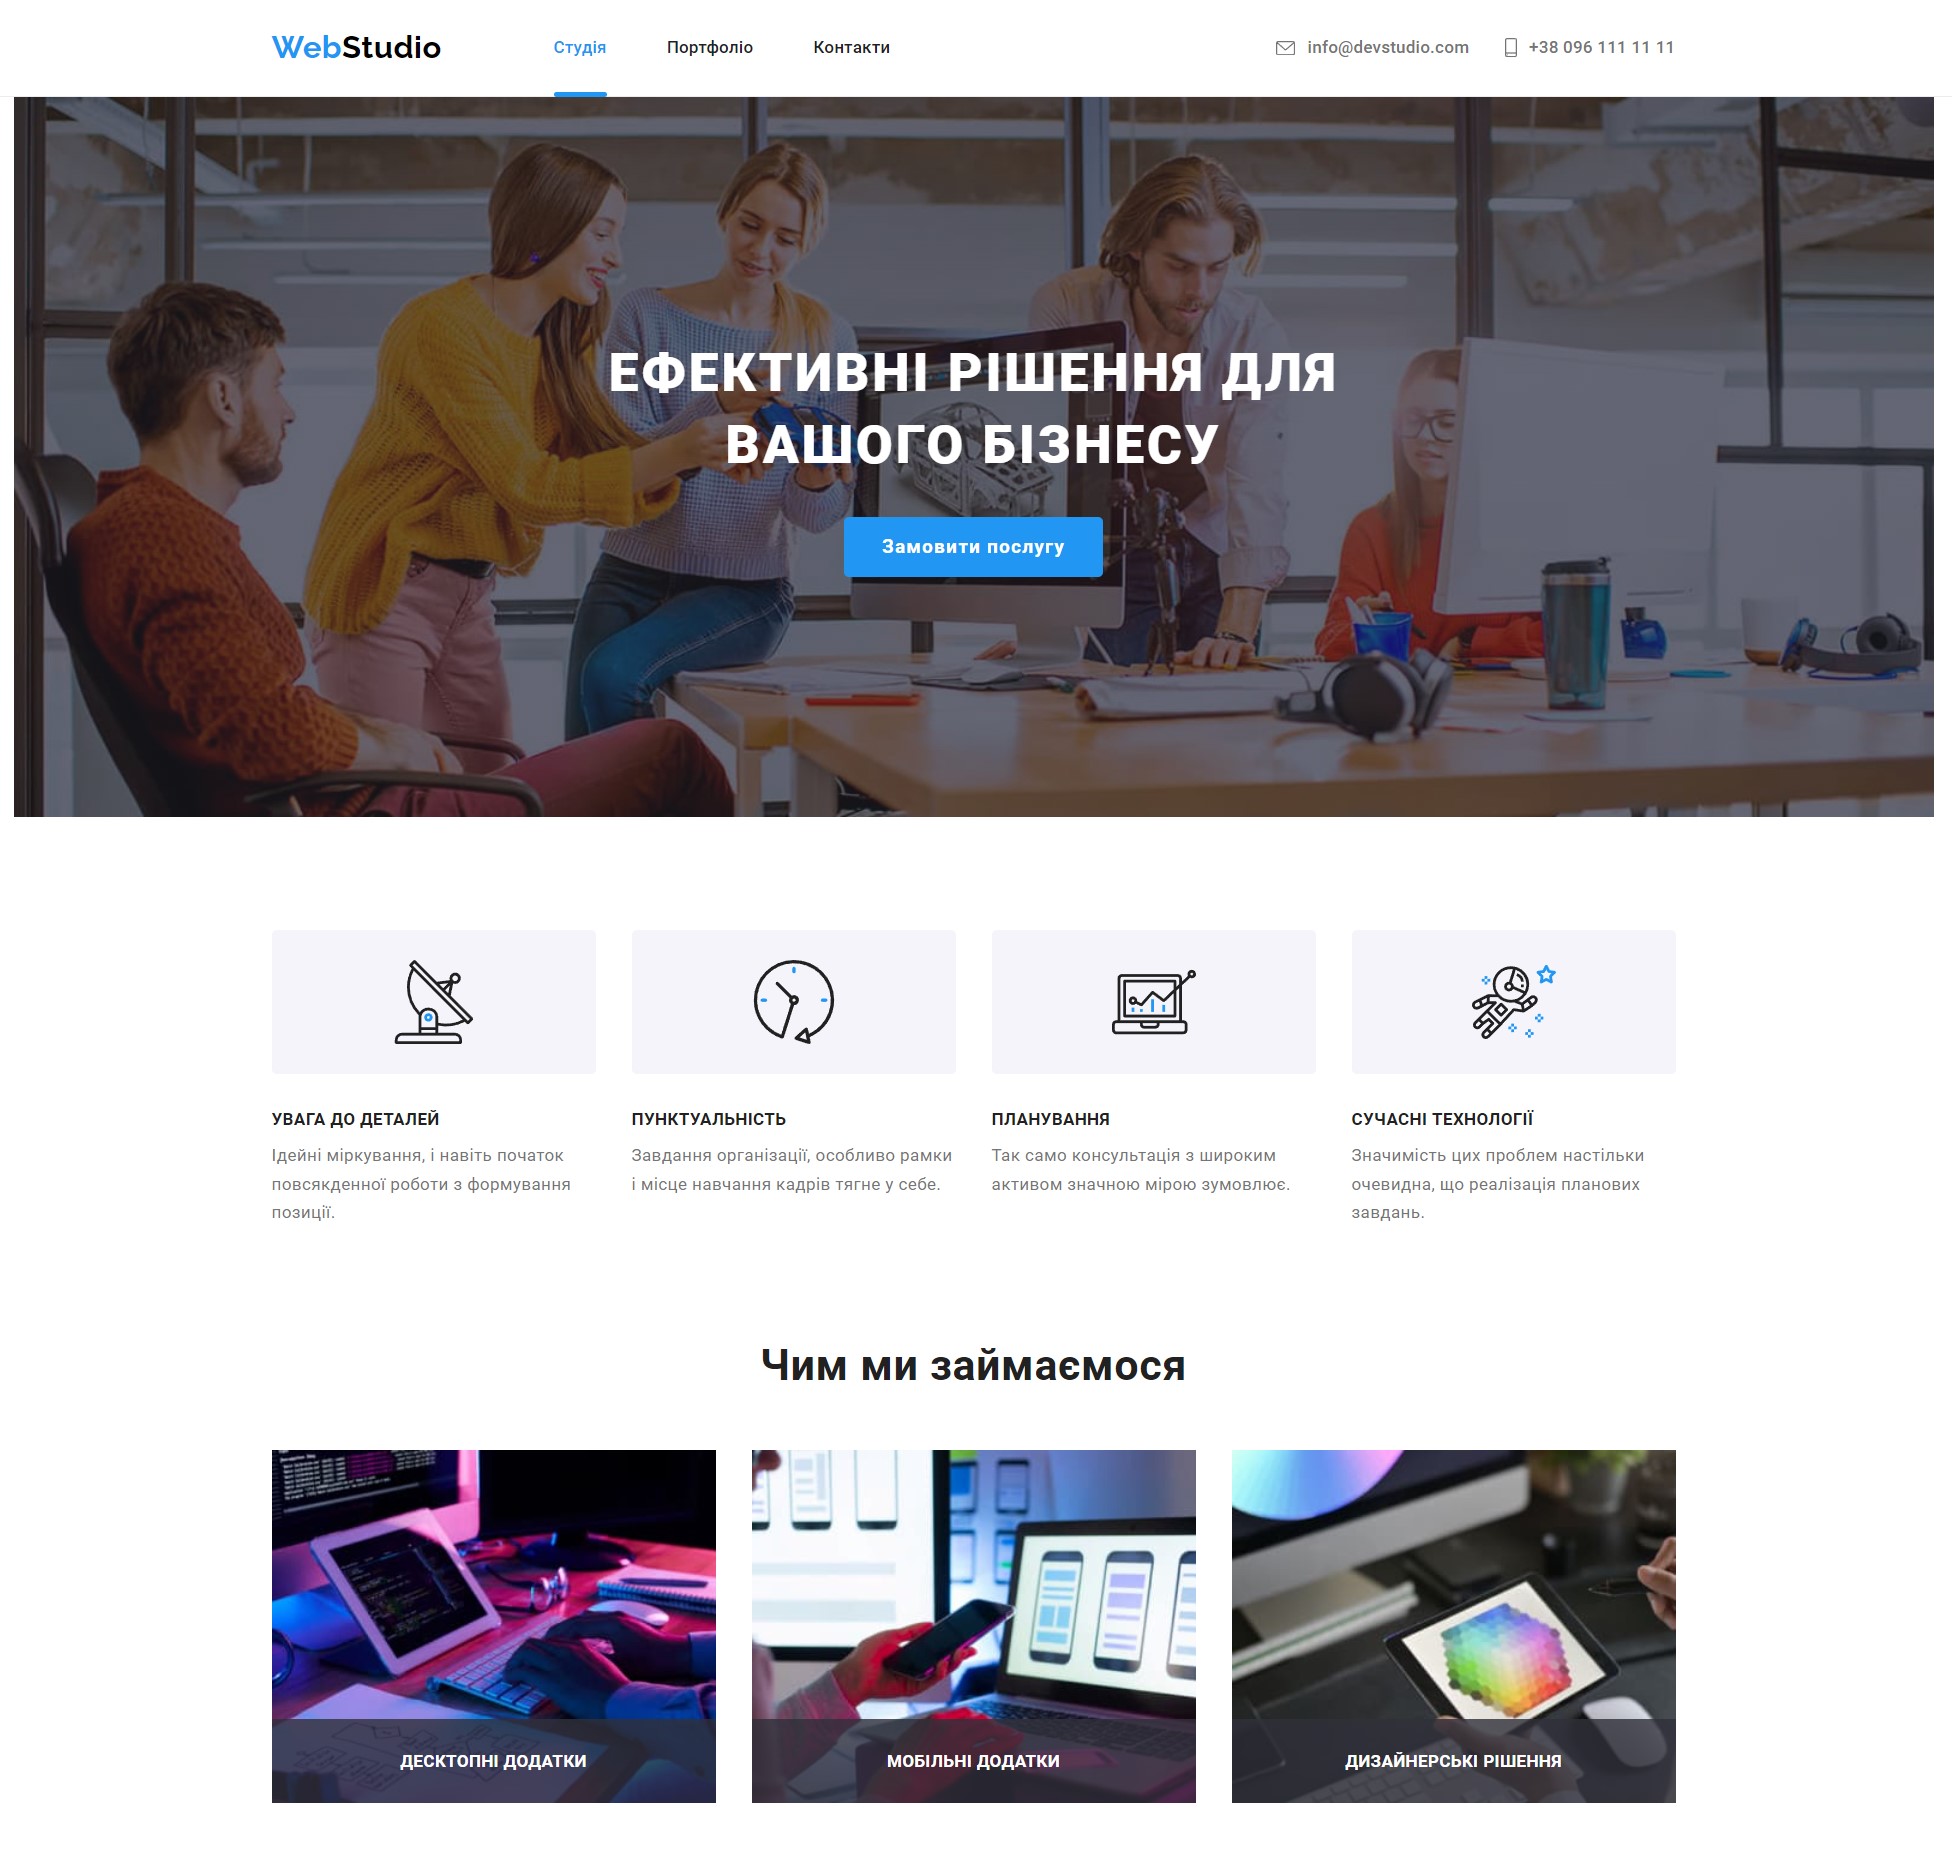 WebStudio
Студія
Портфоліо
Контакти
info@devstudio.com
+38 096 111 11 11
ЕФЕКТИВНІ РІШЕННЯ ДЛЯ
ВАШОГО БІЗНЕСУ
Замовити послугу
УВАГА ДО ДЕТАЛЕЙ
Ідейні міркування, і навіть початок
повсякденної роботи з формування
позиції.
ПУНКТУАЛЬНІСТЬ
Завдання організації, особливо рамки
і місце навчання кадрів тягне у себе.
ПЛАНУВАННЯ
Так само консультація з широким
активом значною мірою зумовлює.
СУЧАСНІ ТЕХНОЛОГІЇ
Значимість цих проблем настільки
очевидна, що реалізація планових
завдань.
Чим ми займаємося
ДЕСКТОПНІ ДОДАТКИ
МОБІЛЬНІ ДОДАТКИ
ДИЗАЙНЕРСЬКІ РІШЕННЯ